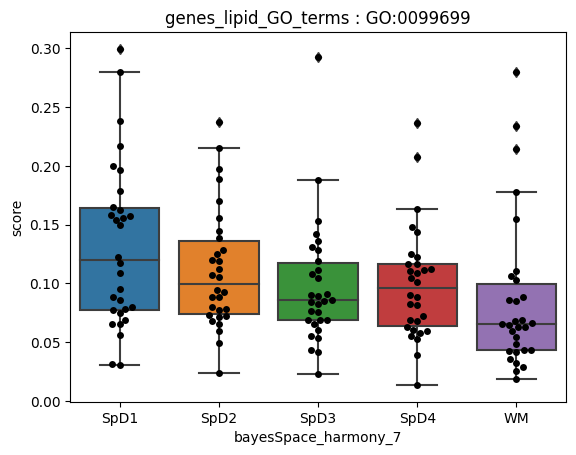 genes_lipid_GO_terms : GO:0099699
0.30
0.25
0.20
0.15
0.10
0.05
0.00
score
SpD1 SpD2 SpD3 SpD4 WM
bayesSpace_harmony_7